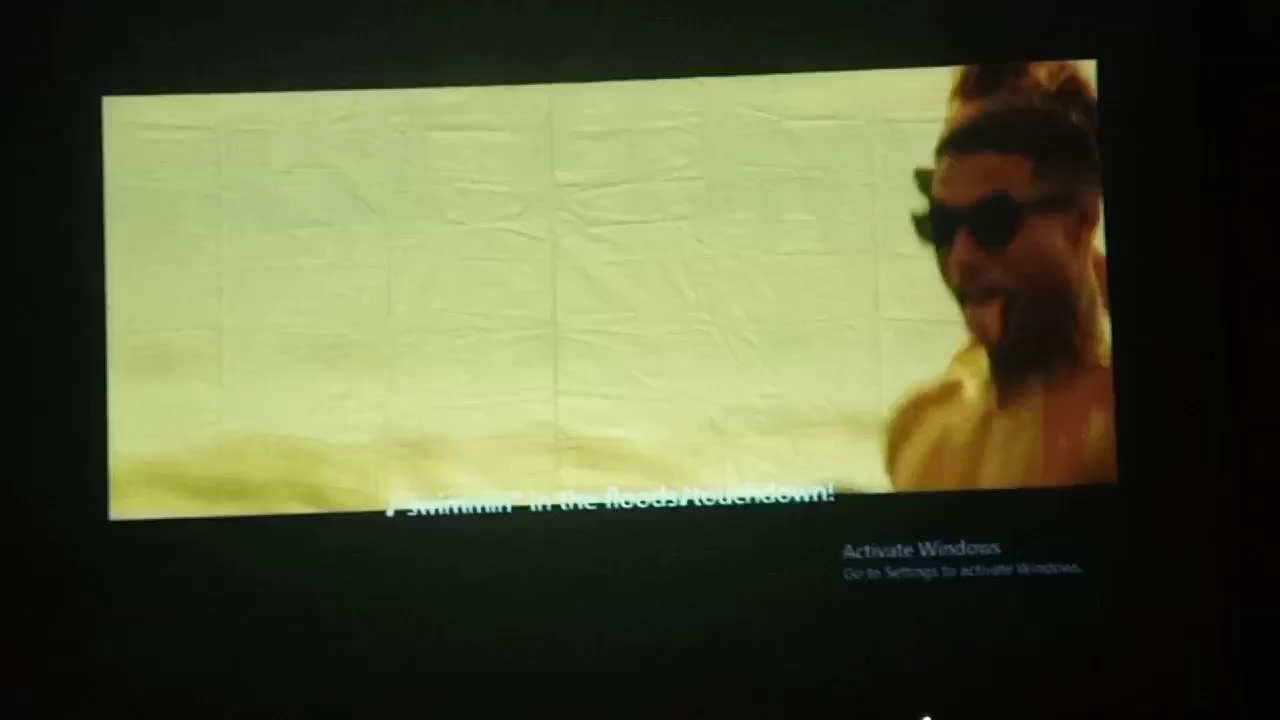 ♪ swimmin' in the floods ♪ touchdown!
Activate Windows
Go to Settings to activate Windows.